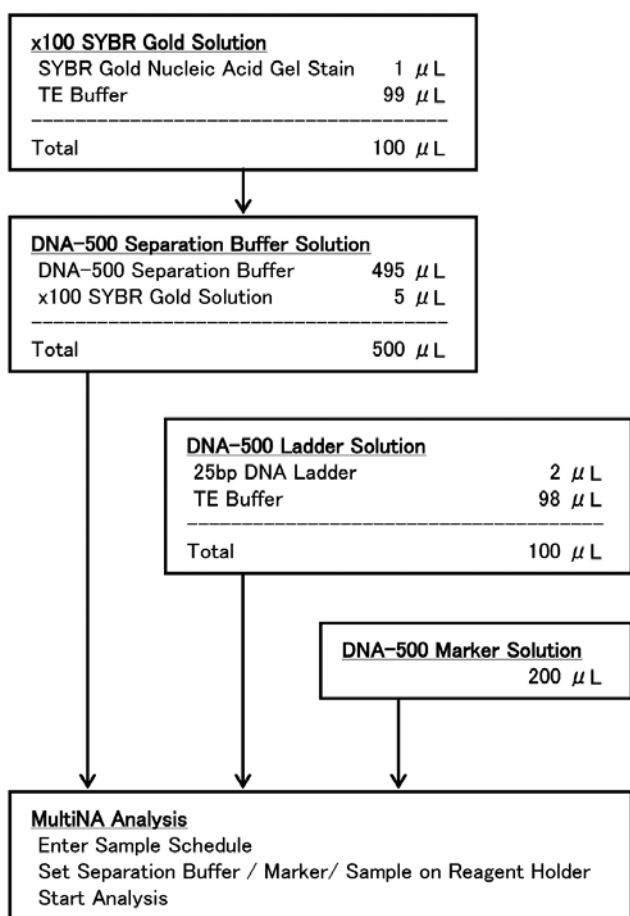 x100 SYBR Gold Solution
SYBR Gold Nucleic Acid Gel Stain 1 μL
TE Buffer 99 μL
Total 100 μL
DNA-500 Separation Buffer Solution
DNA-500 Separation Buffer 495 μL
x100 SYBR Gold Solution 5 μL
Total 500 μL
DNA-500 Ladder Solution
25bp DNA Ladder 2 μL
TE Buffer 98 μL
Total 100 μL
DNA-500 Marker Solution
200 μL
MultiNA Analysis
Enter Sample Schedule
Set Separation Buffer / Marker/ Sample on Reagent Holder
Start Analysis